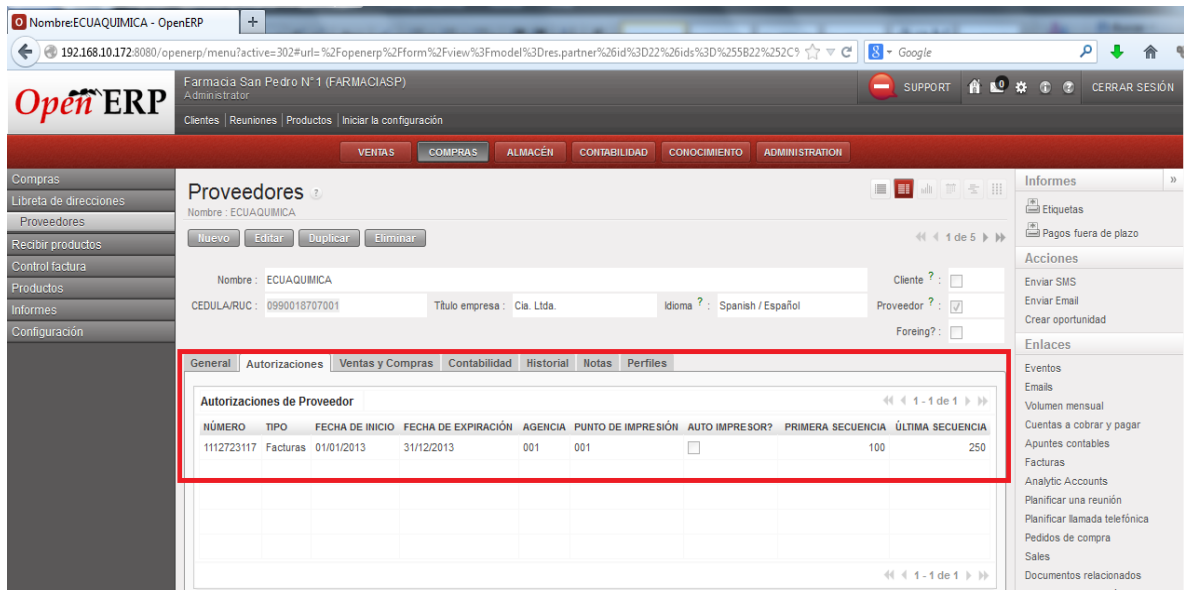 Nombre:ECUAQUIMICA - OpenERP
192.168.10.172:8080/openerp/menu?active=302#url=%2Fopenerp%2Fform%2Fview%3Fmodel%3Dres.partner%26id%3D22%26ids%3D%255B22%252C9
Google
Open ERP
Farmacia San Pedro N°1 (FARMACIASP)
Administrator
Clientes | Reuniones | Productos | Iniciar la configuración
SUPPORT
0
CERRAR SESIÓN
VENTAS COMPRAS ALMACÉN CONTABILIDAD CONOCIMIENTO ADMINISTRATION
Compras
Libreta de direcciones
Proveedores
Recibir productos
Control factura
Productos
Informes
Configuración
Proveedores ?
Nombre : ECUAQUIMICA
Nuevo Editar Duplicar Eliminar
1 de 5
Nombre : ECUAQUIMICA Cliente ? :
CEDULA/RUC : 0990018707001 Título empresa : Cia. Ltda. Idioma ? : Spanish / Español Proveedor ? :
Foreing? :
General Autorizaciones Ventas y Compras Contabilidad Historial Notas Perfiles
Autorizaciones de Proveedor 1 - 1 de 1
NÚMERO TIPO FECHA DE INICIO FECHA DE EXPIRACIÓN AGENCIA PUNTO DE IMPRESIÓN AUTO IMPRESOR? PRIMERA SECUENCIA ÚLTIMA SECUENCIA
1112723117 Facturas 01/01/2013 31/12/2013 001 001 100 250
1 - 1 de 1
Informes »
Etiquetas
Pagos fuera de plazo
Acciones
Enviar SMS
Enviar Email
Crear oportunidad
Enlaces
Eventos
Emails
Volumen mensual
Cuentas a cobrar y pagar
Apuntes contables
Facturas
Analytic Accounts
Planificar una reunión
Planificar llamada telefónica
Pedidos de compra
Sales
Documentos relacionados